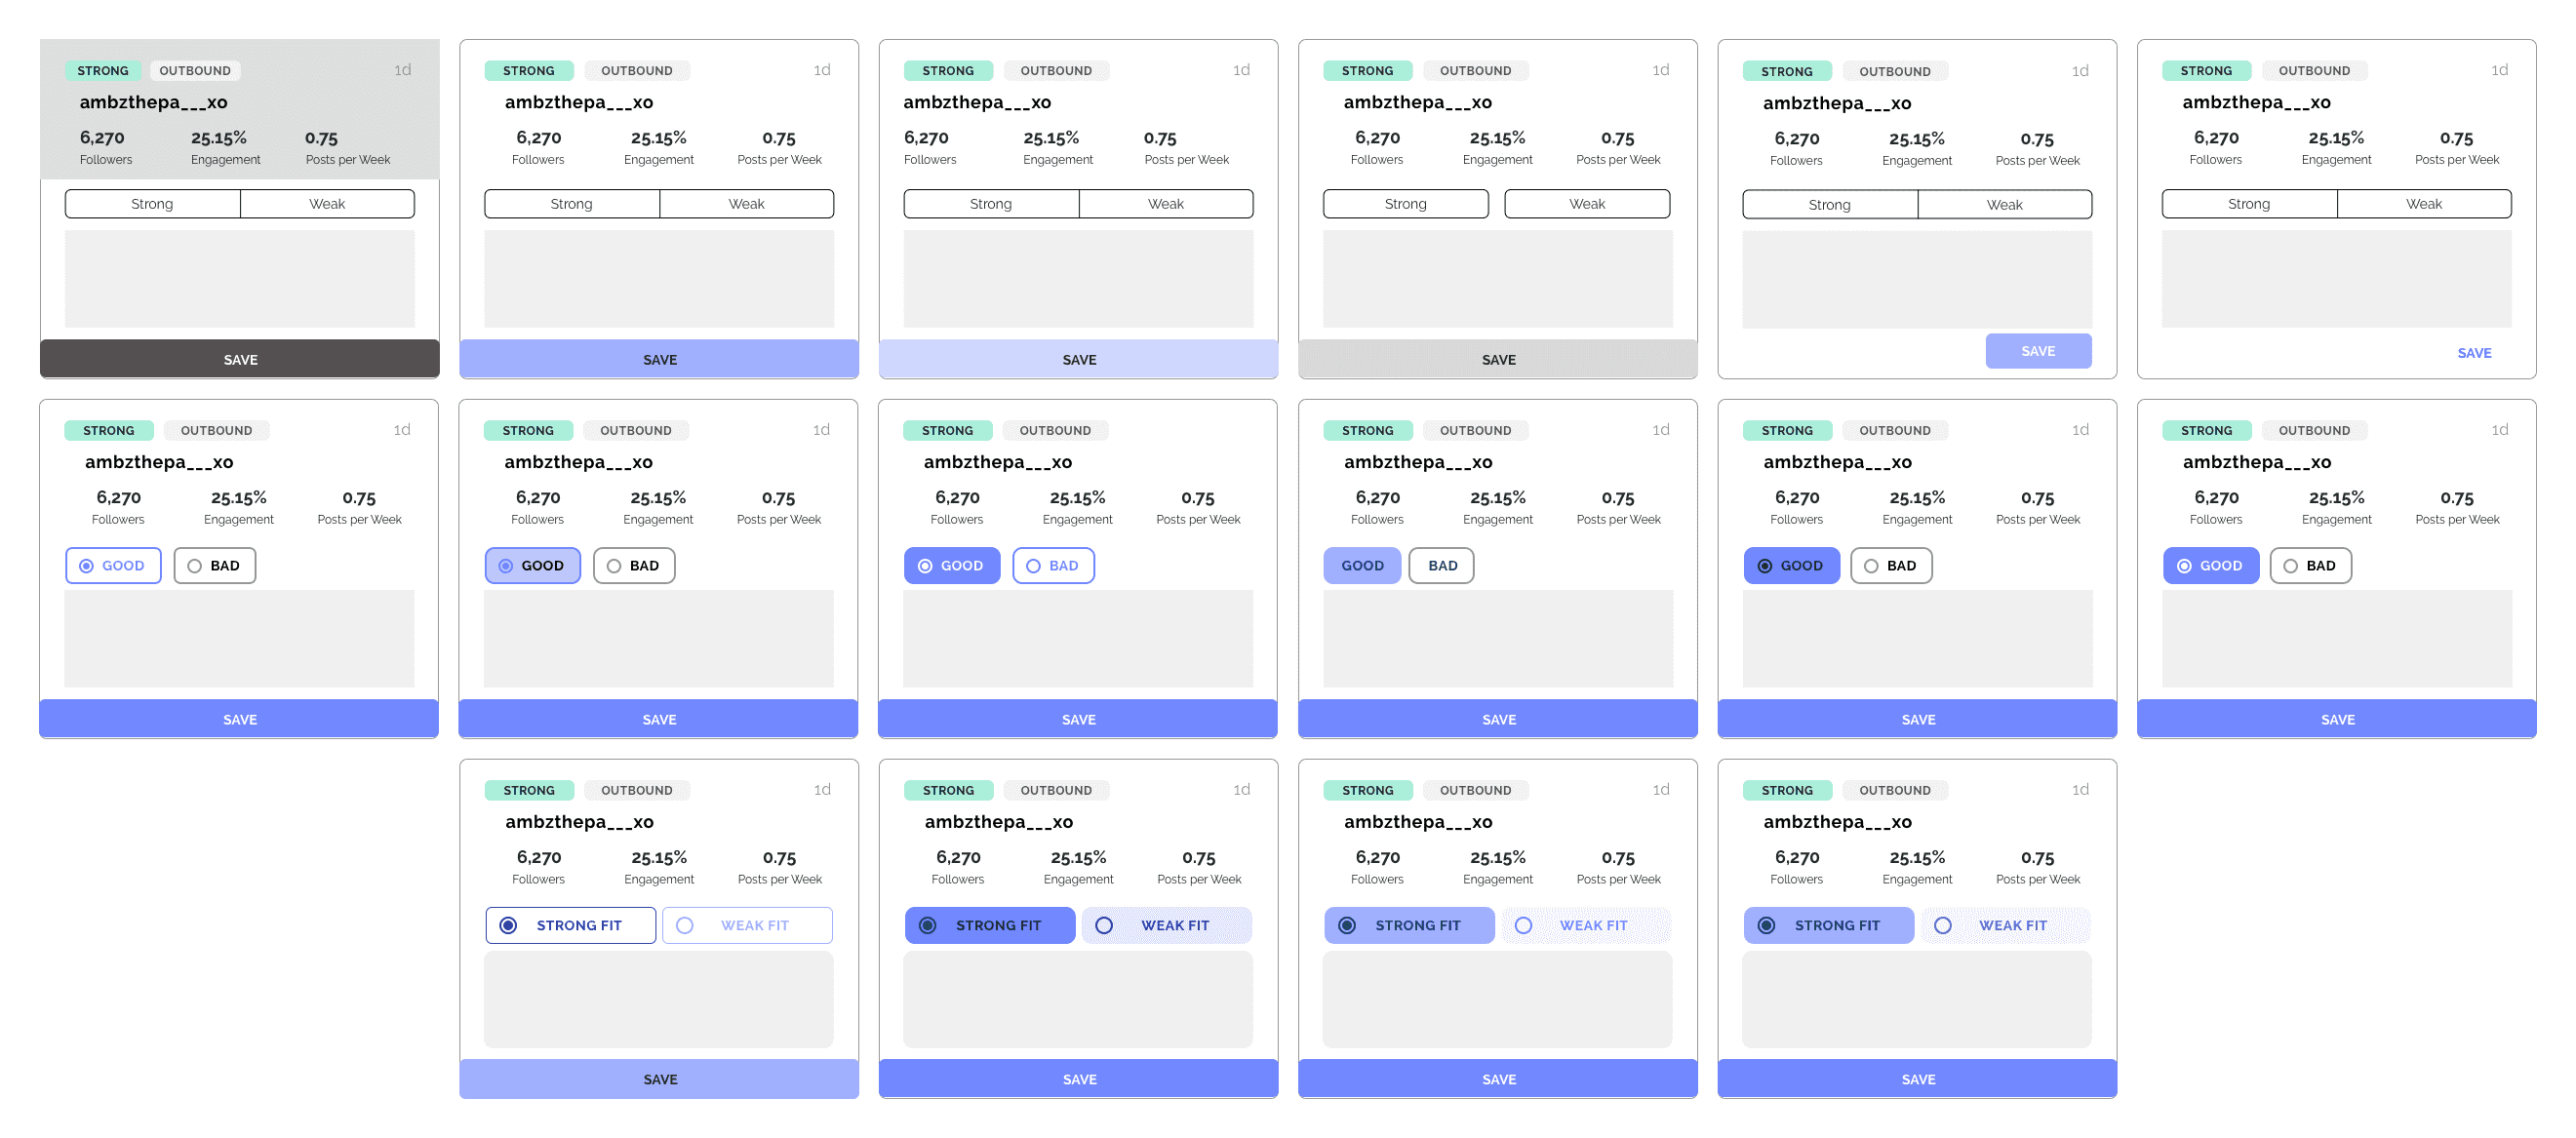 STRONG OUTBOUND 1d
ambzthepa___xo
6,270 25.15% 0.75
Followers Engagement Posts per Week
Strong Weak
SAVE
STRONG OUTBOUND 1d
ambzthepa___xo
6,270 25.15% 0.75
Followers Engagement Posts per Week
Strong Weak
SAVE
STRONG OUTBOUND 1d
ambzthepa___xo
6,270 25.15% 0.75
Followers Engagement Posts per Week
Strong Weak
SAVE
STRONG OUTBOUND 1d
ambzthepa___xo
6,270 25.15% 0.75
Followers Engagement Posts per Week
Strong Weak
SAVE
STRONG OUTBOUND 1d
ambzthepa___xo
6,270 25.15% 0.75
Followers Engagement Posts per Week
Strong Weak
SAVE
STRONG OUTBOUND 1d
ambzthepa___xo
6,270 25.15% 0.75
Followers Engagement Posts per Week
Strong Weak
SAVE
STRONG OUTBOUND 1d
ambzthepa___xo
6,270 25.15% 0.75
Followers Engagement Posts per Week
GOOD BAD
SAVE
STRONG OUTBOUND 1d
ambzthepa___xo
6,270 25.15% 0.75
Followers Engagement Posts per Week
GOOD BAD
SAVE
STRONG OUTBOUND
ambzthepa___xo
6,270 25.15% 0.75
Followers Engagement Posts per Week
GOOD BAD
SAVE
STRONG OUTBOUND 1d
ambzthepa___xo
6,270 25.15% 0.75
Followers Engagement Posts per Week
GOOD BAD
SAVE
STRONG OUTBOUND 1d
ambzthepa___xo
6,270 25.15% 0.75
Followers Engagement Posts per Week
GOOD BAD
SAVE
STRONG OUTBOUND 1d
ambzthepa___xo
6,270 25.15% 0.75
Followers Engagement Posts per Week
GOOD BAD
SAVE
STRONG OUTBOUND 1d
ambzthepa___xo
6,270 25.15% 0.75
Followers Engagement Posts per Week
STRONG FIT WEAK FIT
SAVE
STRONG OUTBOUND 1d
ambzthepa___xo
6,270 25.15% 0.75
Followers Engagement Posts per Week
STRONG FIT WEAK FIT
SAVE
STRONG OUTBOUND 1d
ambzthepa___xo
6,270 25.15% 0.75
Followers Engagement Posts per Week
STRONG FIT WEAK FIT
SAVE
STRONG OUTBOUND 1d
ambzthepa___xo
6,270 25.15% 0.75
Followers Engagement Posts per Week
STRONG FIT WEAK FIT
SAVE